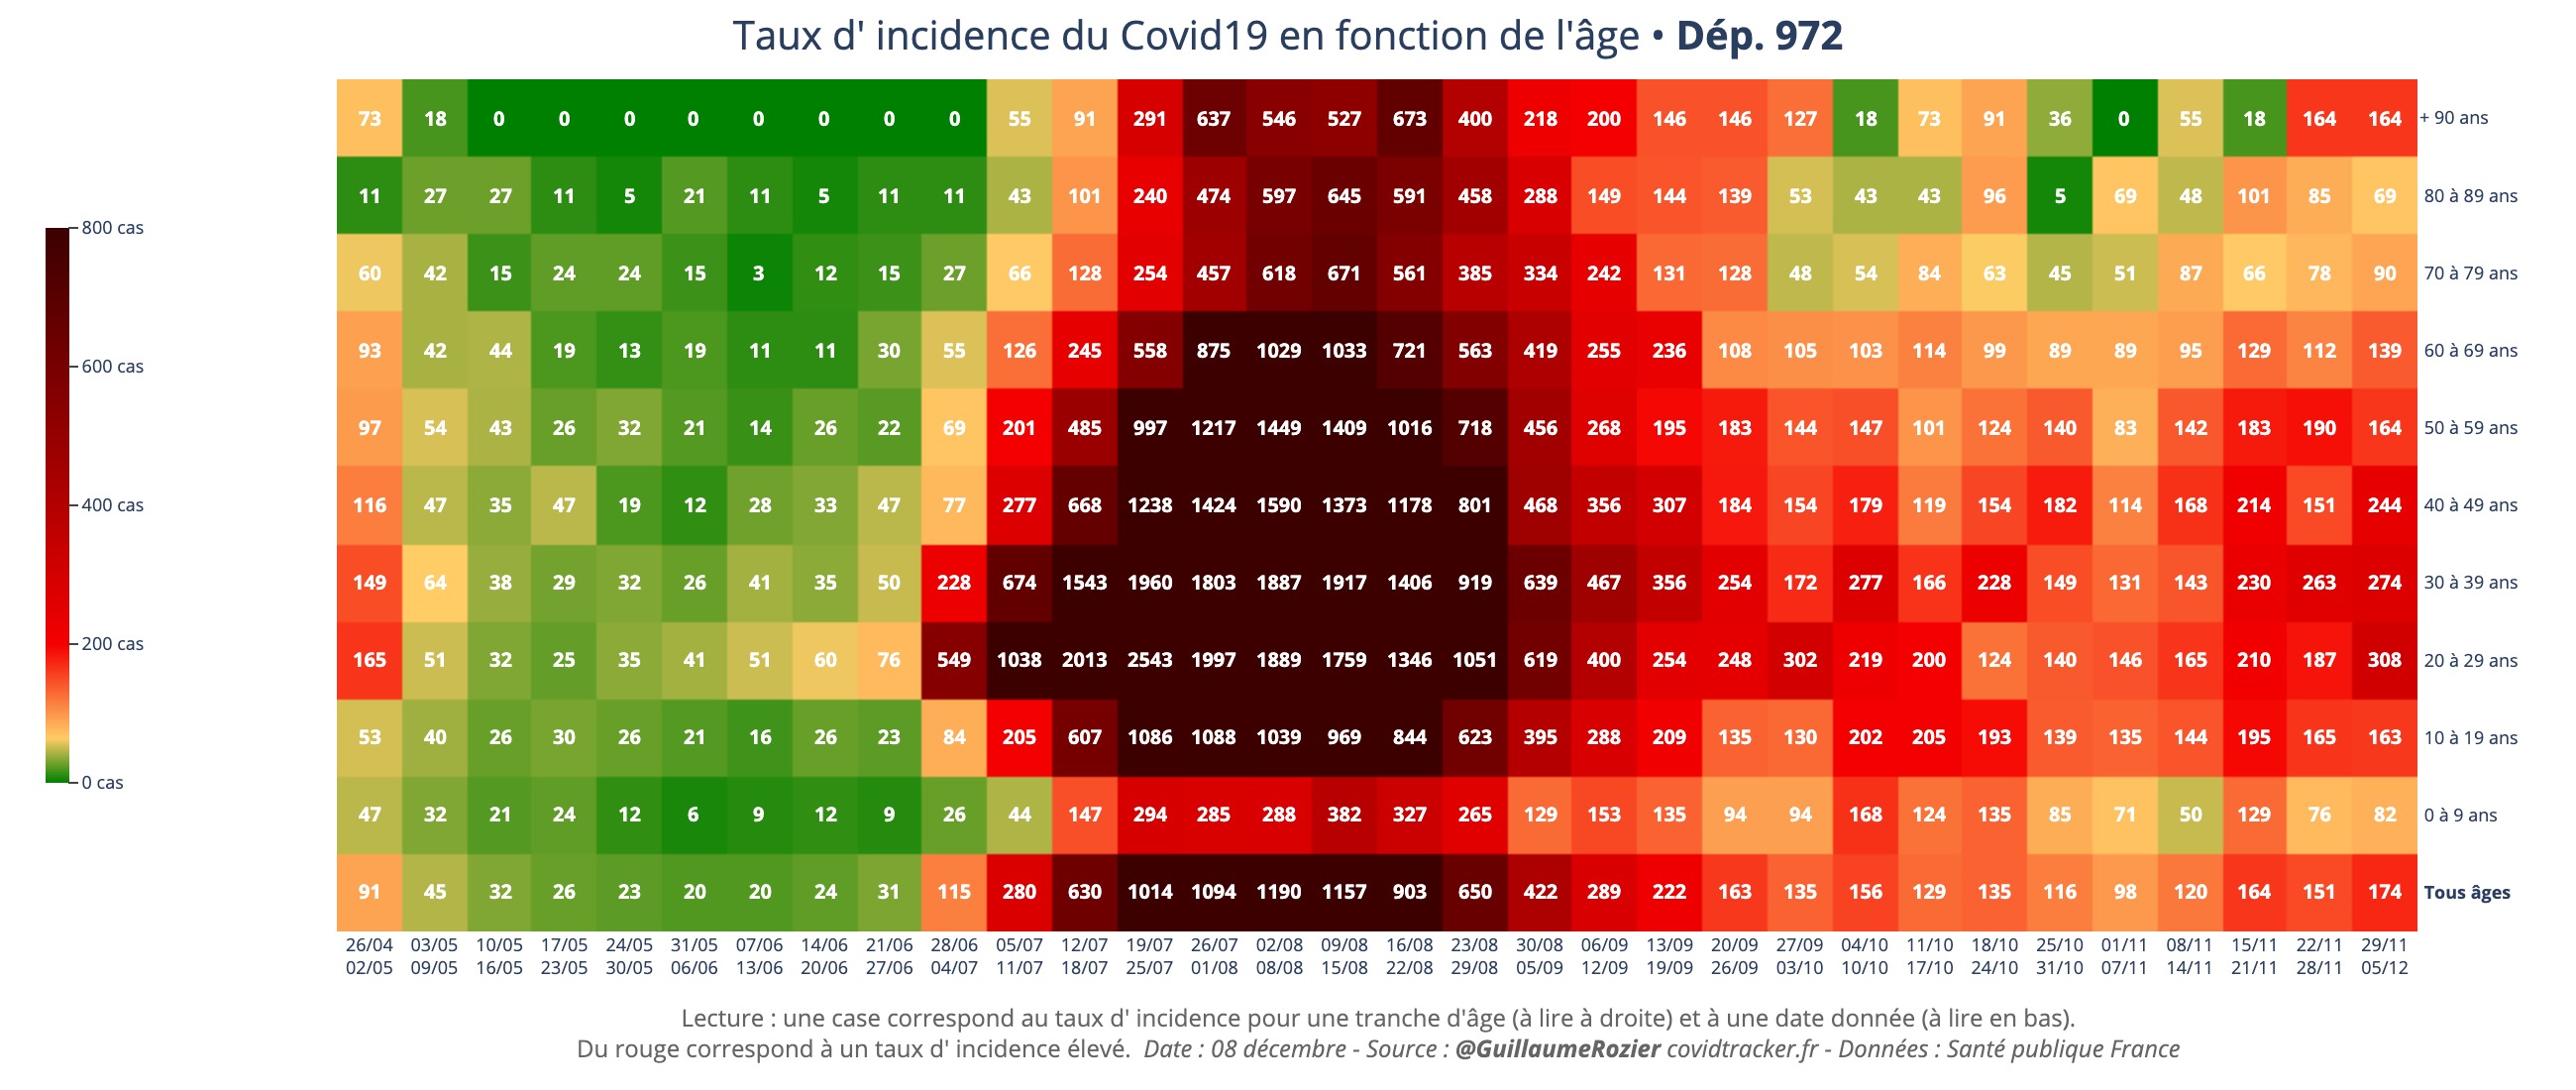 Taux d' incidence du Covid19 en fonction de l'âge • Dép. 972
800 cas
600 cas
400 cas
200 cas
0 cas
73 18 0 0 0 0 0 0 0 0 55 91 291 637 546 527 673 400 218 200 146 146 127 18 73 91 36 0 55 18 164 164 + 90 ans
11 27 27 11 5 21 11 5 11 11 43 101 240 474 597 645 591 458 288 149 144 139 53 43 43 96 5 69 48 101 85 69 80 à 89 ans
60 42 15 24 24 15 3 12 15 27 66 128 254 457 618 671 561 385 334 242 131 128 48 54 84 63 45 51 87 66 78 90 70 à 79 ans
93 42 44 19 13 19 11 11 30 55 126 245 558 875 1029 1033 721 563 419 255 236 108 105 103 114 99 89 89 95 129 112 139 60 à 69 ans
97 54 43 26 32 21 14 26 22 69 201 485 997 1217 1449 1409 1016 718 456 268 195 183 144 147 101 124 140 83 142 183 190 164 50 à 59 ans
116 47 35 47 19 12 28 33 47 77 277 668 1238 1424 1590 1373 1178 801 468 356 307 184 154 179 119 154 182 114 168 214 151 244 40 à 49 ans
149 64 38 29 32 26 41 35 50 228 674 1543 1960 1803 1887 1917 1406 919 639 467 356 254 172 277 166 228 149 131 143 230 263 274 30 à 39 ans
165 51 32 25 35 41 51 60 76 549 1038 2013 2543 1997 1889 1759 1346 1051 619 400 254 248 302 219 200 124 140 146 165 210 187 308 20 à 29 ans
53 40 26 30 26 21 16 26 23 84 205 607 1086 1088 1039 969 844 623 395 288 209 135 130 202 205 193 139 135 144 195 165 163 10 à 19 ans
47 32 21 24 12 6 9 12 9 26 44 147 294 285 288 382 327 265 129 153 135 94 94 168 124 135 85 71 50 129 76 82 0 à 9 ans
91 45 32 26 23 20 20 24 31 115 280 630 1014 1094 1190 1157 903 650 422 289 222 163 135 156 129 135 116 98 120 164 151 174 Tous âges
26/04 03/05 10/05 17/05 24/05 31/05 07/06 14/06 21/06 28/06 05/07 12/07 19/07 26/07 02/08 09/08 16/08 23/08 30/08 06/09 13/09 20/09 27/09 04/10 11/10 18/10 25/10 01/11 08/11 15/11 22/11 29/11
02/05 09/05 16/05 23/05 30/05 06/06 13/06 20/06 27/06 04/07 11/07 18/07 25/07 01/08 08/08 15/08 22/08 29/08 05/09 12/09 19/09 26/09 03/10 10/10 17/10 24/10 31/10 07/11 14/11 21/11 28/11 05/12
Lecture : une case correspond au taux d' incidence pour une tranche d'âge (à lire à droite) et à une date donnée (à lire en bas).
Du rouge correspond à un taux d' incidence élevé. Date : 08 décembre - Source : @GuillaumeRozier covidtracker.fr - Données : Santé publique France